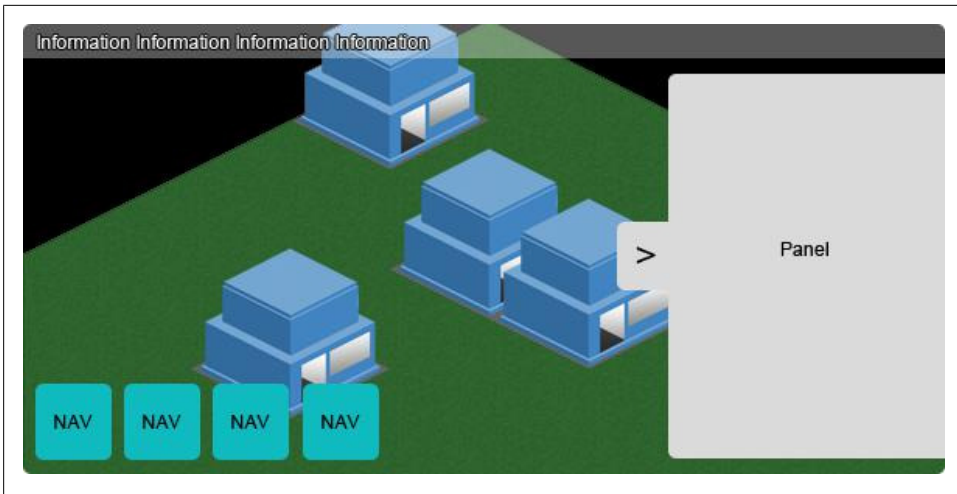 Information Information Information Information
>
Panel
NAV NAV NAV NAV